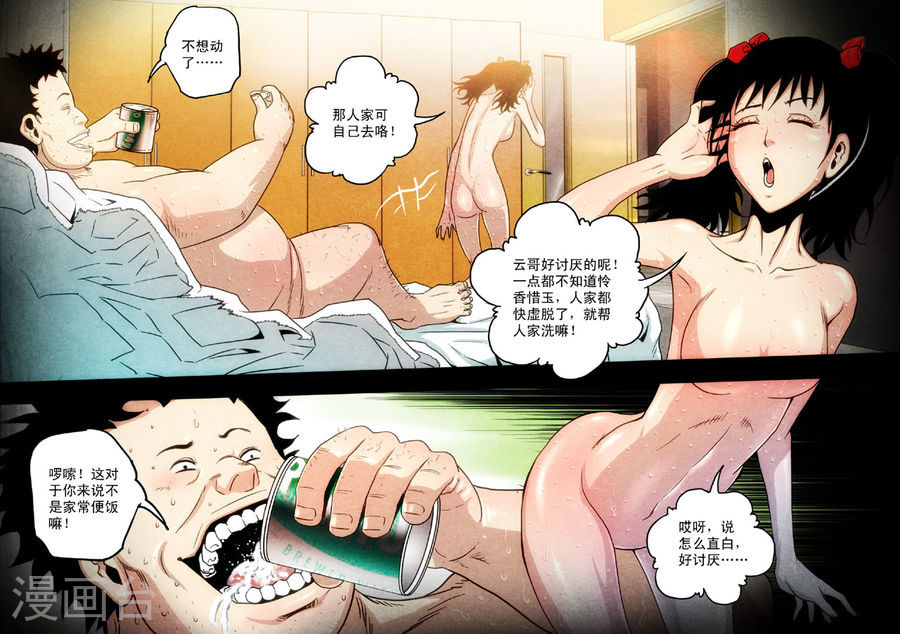 不想动
了……
那人家可
自己去咯！
云哥好讨厌的呢！
一点都不知道怜
香惜玉，人家都
快虚脱了，就帮
人家洗嘛！
啰嗦！这对
于你来说不
是家常便饭
嘛！
哎呀，说
怎么直白，
好讨厌……
BREWED
漫画台